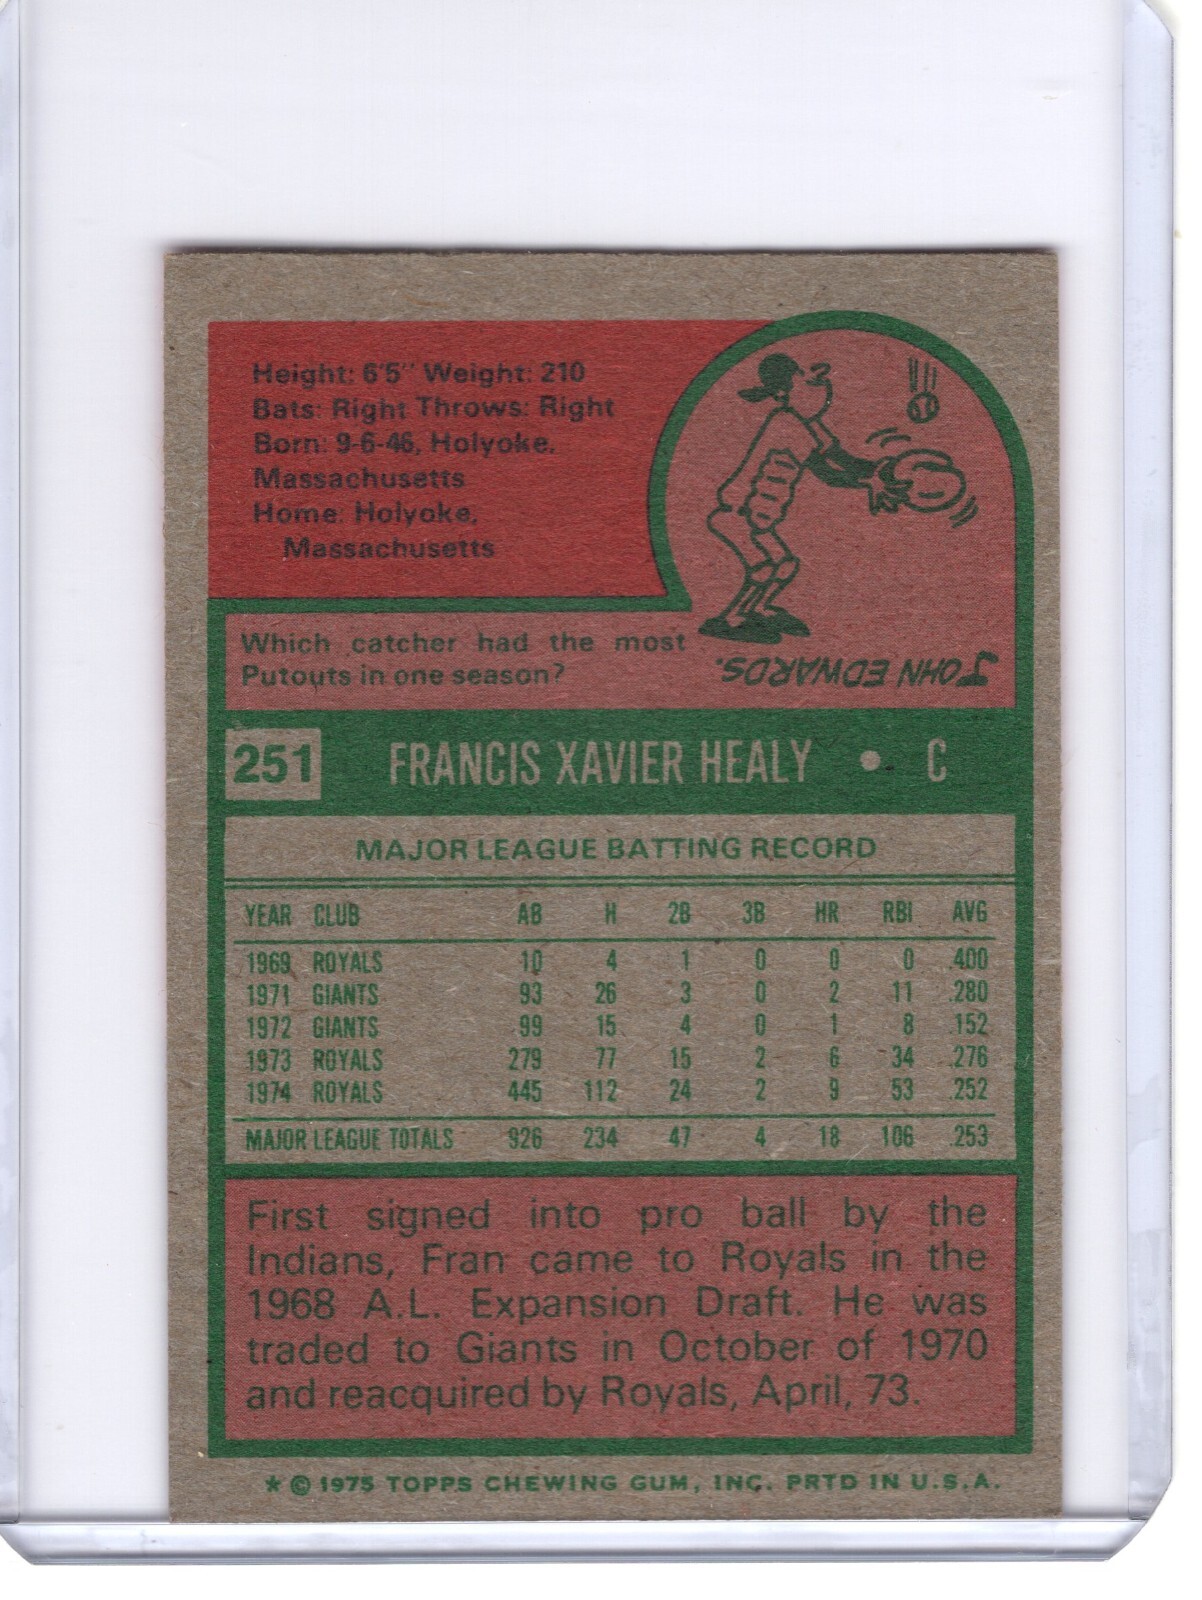 Height: 6'5" Weight: 210
Bats: Right Throws: Right
Born: 9-6-46, Holyoke,
Massachusetts
Home: Holyoke,
Massachusetts
Which catcher had the most
Putouts in one season?
JOHN EDWARDS.
251 FRANCIS XAVIER HEALY • C
MAJOR LEAGUE BATTING RECORD
YEAR CLUB AB H 2B 3B HR RBI AVG
1969 ROYALS 10 4 1 0 0 0 .400
1971 GIANTS 93 26 3 0 2 11 .280
1972 GIANTS 99 15 4 0 1 8 .152
1973 ROYALS 279 77 15 2 6 34 .276
1974 ROYALS 445 112 24 2 9 53 .252
MAJOR LEAGUE TOTALS 926 234 47 4 18 106 .253
First signed into pro ball by the
Indians, Fran came to Royals in the
1968 A.L. Expansion Draft. He was
traded to Giants in October of 1970
and reacquired by Royals, April, 73.
* © 1975 TOPPS CHEWING GUM, INC. PRTD IN U.S.A.